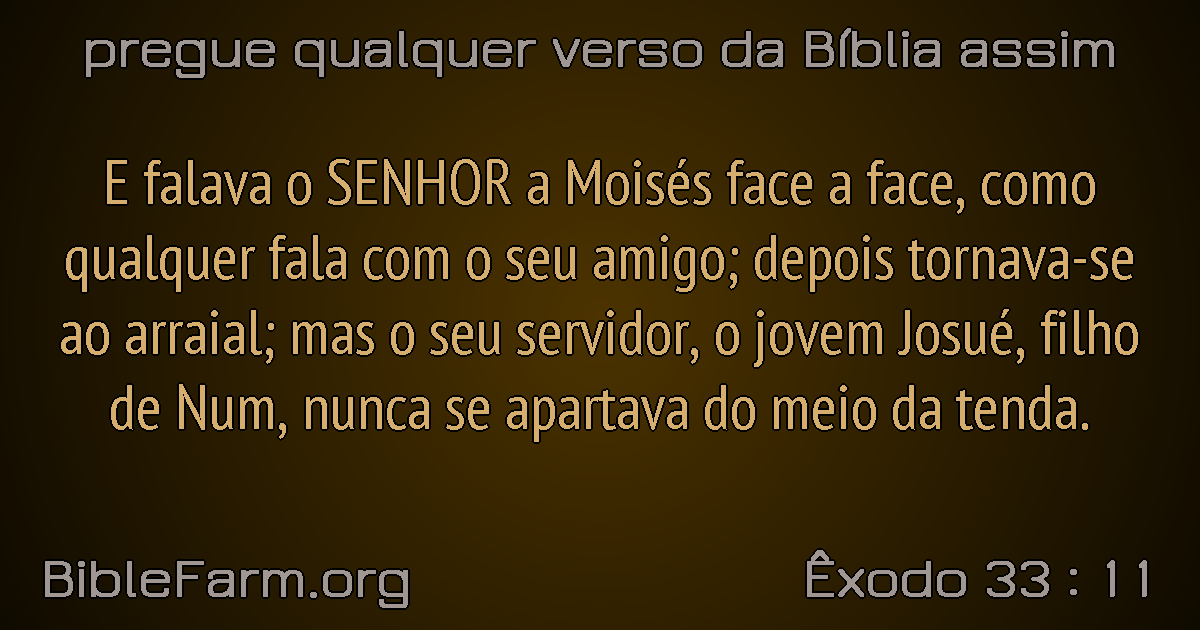 pregue qualquer verso da Bíblia assim
E falava o SENHOR a Moisés face a face, como
qualquer fala com o seu amigo; depois tornava-se
ao arraial; mas o seu servidor, o jovem Josué, filho
de Num, nunca se apartava do meio da tenda.
BibleFarm.org
Êxodo 33 : 11